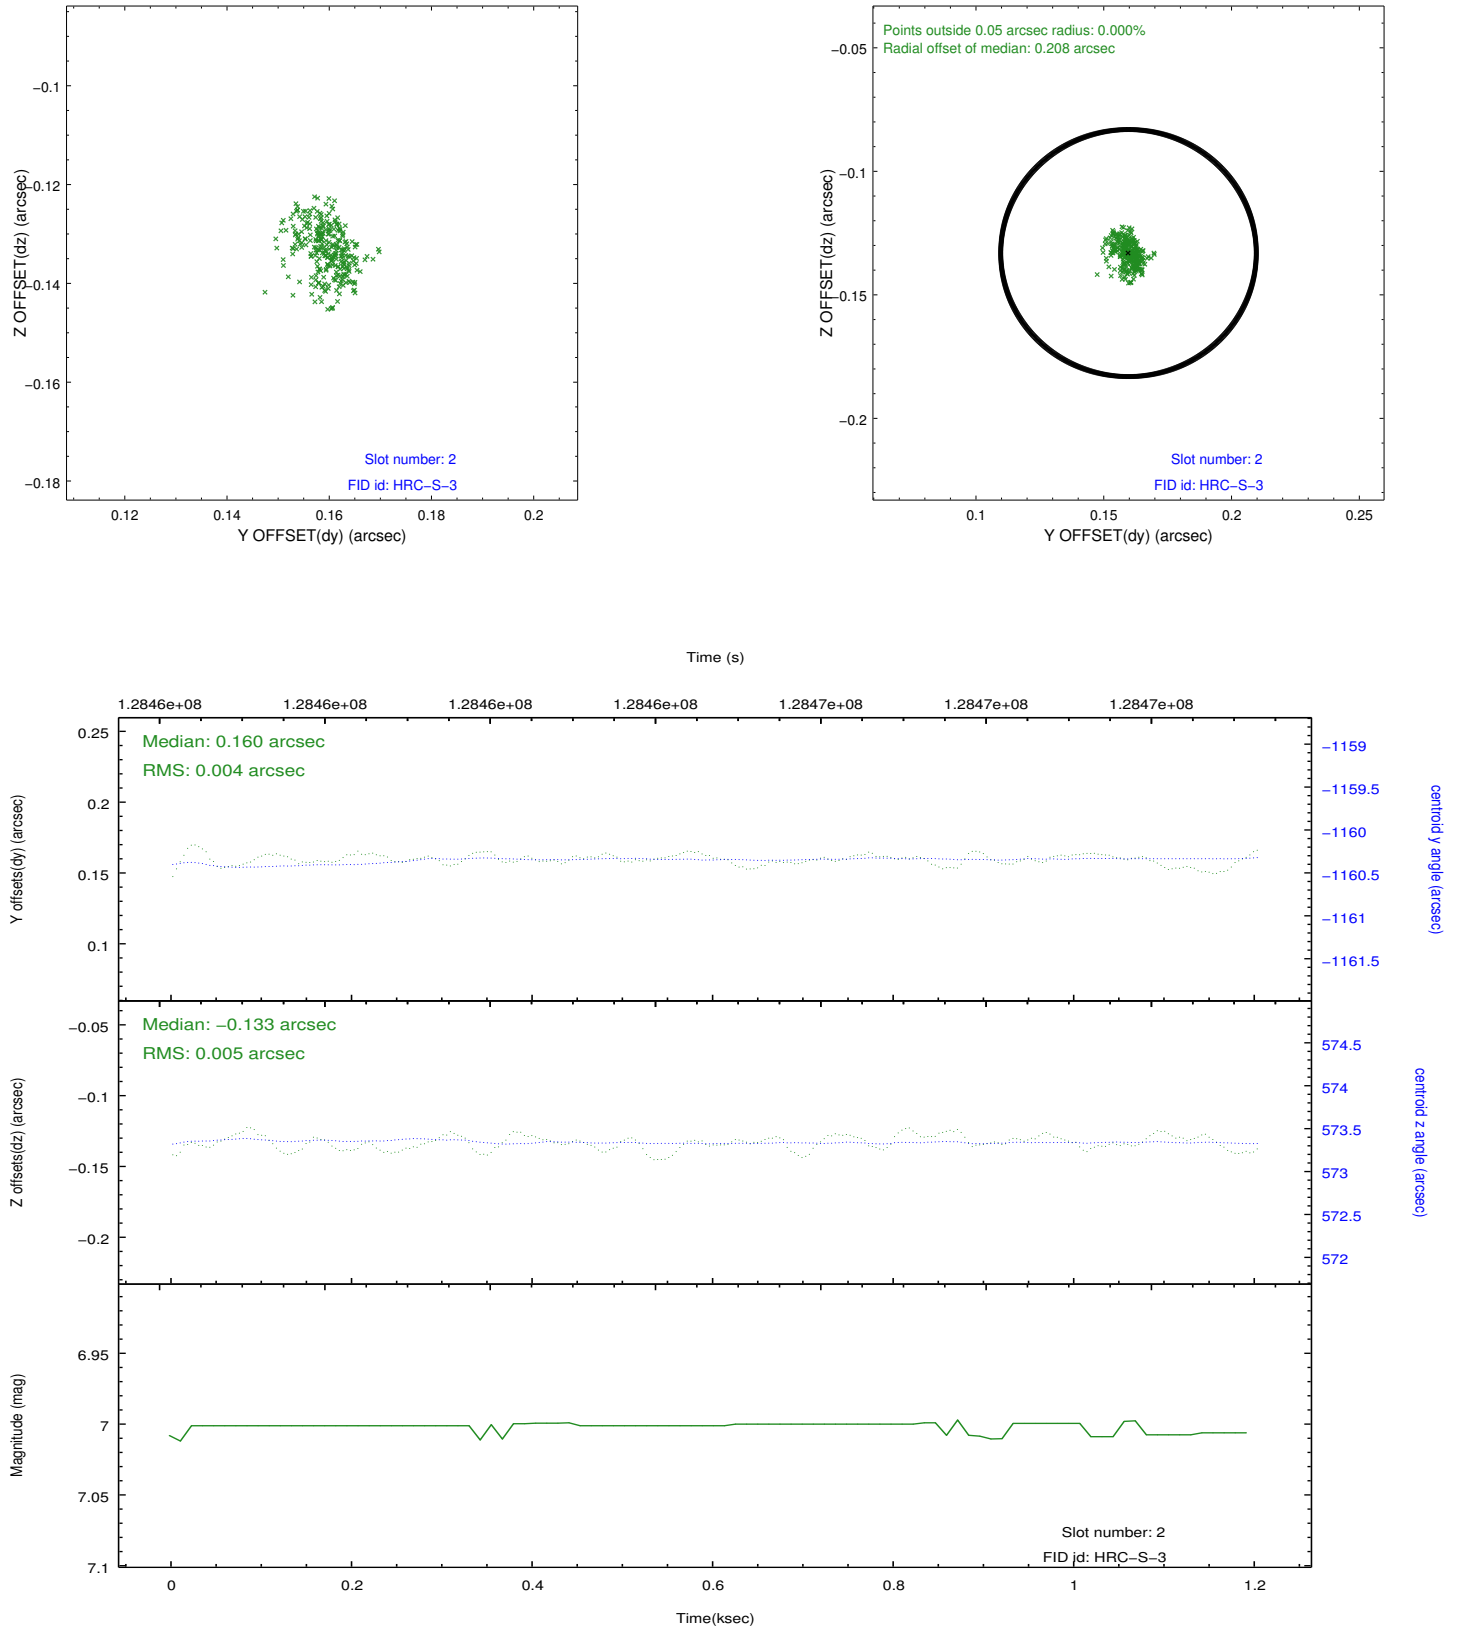 −0.1
−0.12
−0.14
−0.16
−0.18
Z OFFSET(dz) (arcsec)
0.12 0.14 0.16 0.18 0.2
Y OFFSET(dy) (arcsec)
Slot number: 2
FID id: HRC−S−3
Points outside 0.05 arcsec radius: 0.000%
Radial offset of median: 0.208 arcsec
−0.05
−0.1
−0.15
−0.2
Z OFFSET(dz) (arcsec)
0.1 0.15 0.2 0.25
Y OFFSET(dy) (arcsec)
Slot number: 2
FID id: HRC−S−3
Time (s)
1.2846e+08 1.2846e+08 1.2846e+08 1.2846e+08 1.2847e+08 1.2847e+08 1.2847e+08
Median: 0.160 arcsec
RMS: 0.004 arcsec
0.25
0.2
0.15
0.1
Y offsets(dy) (arcsec)
−1159
−1159.5
−1160
−1160.5
−1161
−1161.5
centroid y angle (arcsec)
Median: −0.133 arcsec
RMS: 0.005 arcsec
−0.05
−0.1
−0.15
−0.2
Z offsets(dz) (arcsec)
574.5
574
573.5
573
572.5
572
centroid z angle (arcsec)
6.95
7
7.05
7.1
Magnitude (mag)
Slot number: 2
FID id: HRC−S−3
0 0.2 0.4 0.6 0.8 1 1.2
Time(ksec)